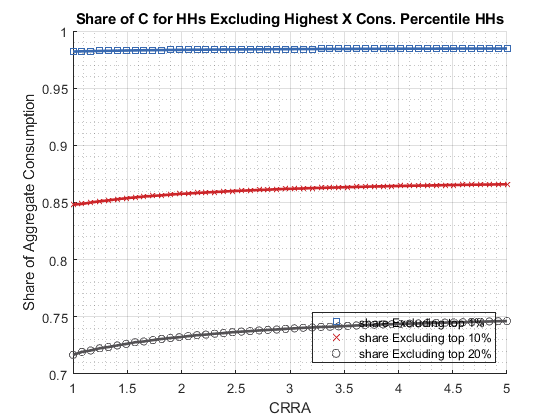 Share of C for HHs Excluding Highest X Cons. Percentile HHs
1
0.95
0.9
0.85
0.8
0.75
0.7
Share of Aggregate Consumption
share Excluding top 1%
share Excluding top 10%
share Excluding top 20%
1 1.5 2 2.5 3 3.5 4 4.5 5
CRRA